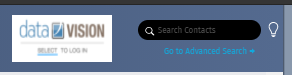 data VISION
SELECT TO LOG IN
Search Contacts
Go to Advanced Search